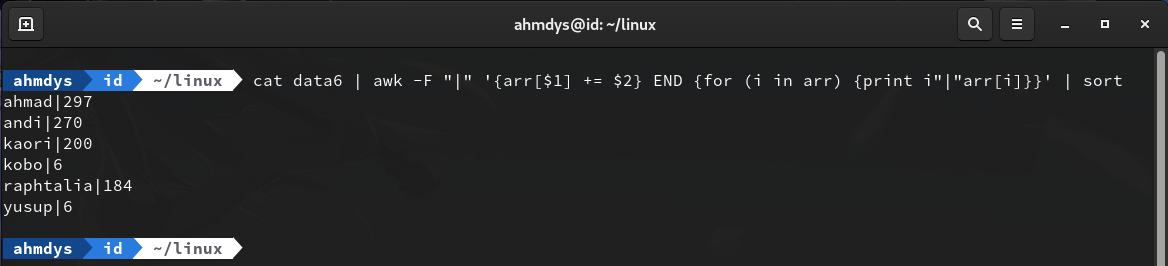 ahmdys@id: ~/linux
ahmdys id ~/linux cat data6 | awk -F "|" '{arr[$1] += $2} END {for (i in arr) {print i"|"arr[i]}}' | sort
ahmad|297
andi|270
kaori|200
kobo|6
raphtalia|184
yusup|6
ahmdys id ~/linux